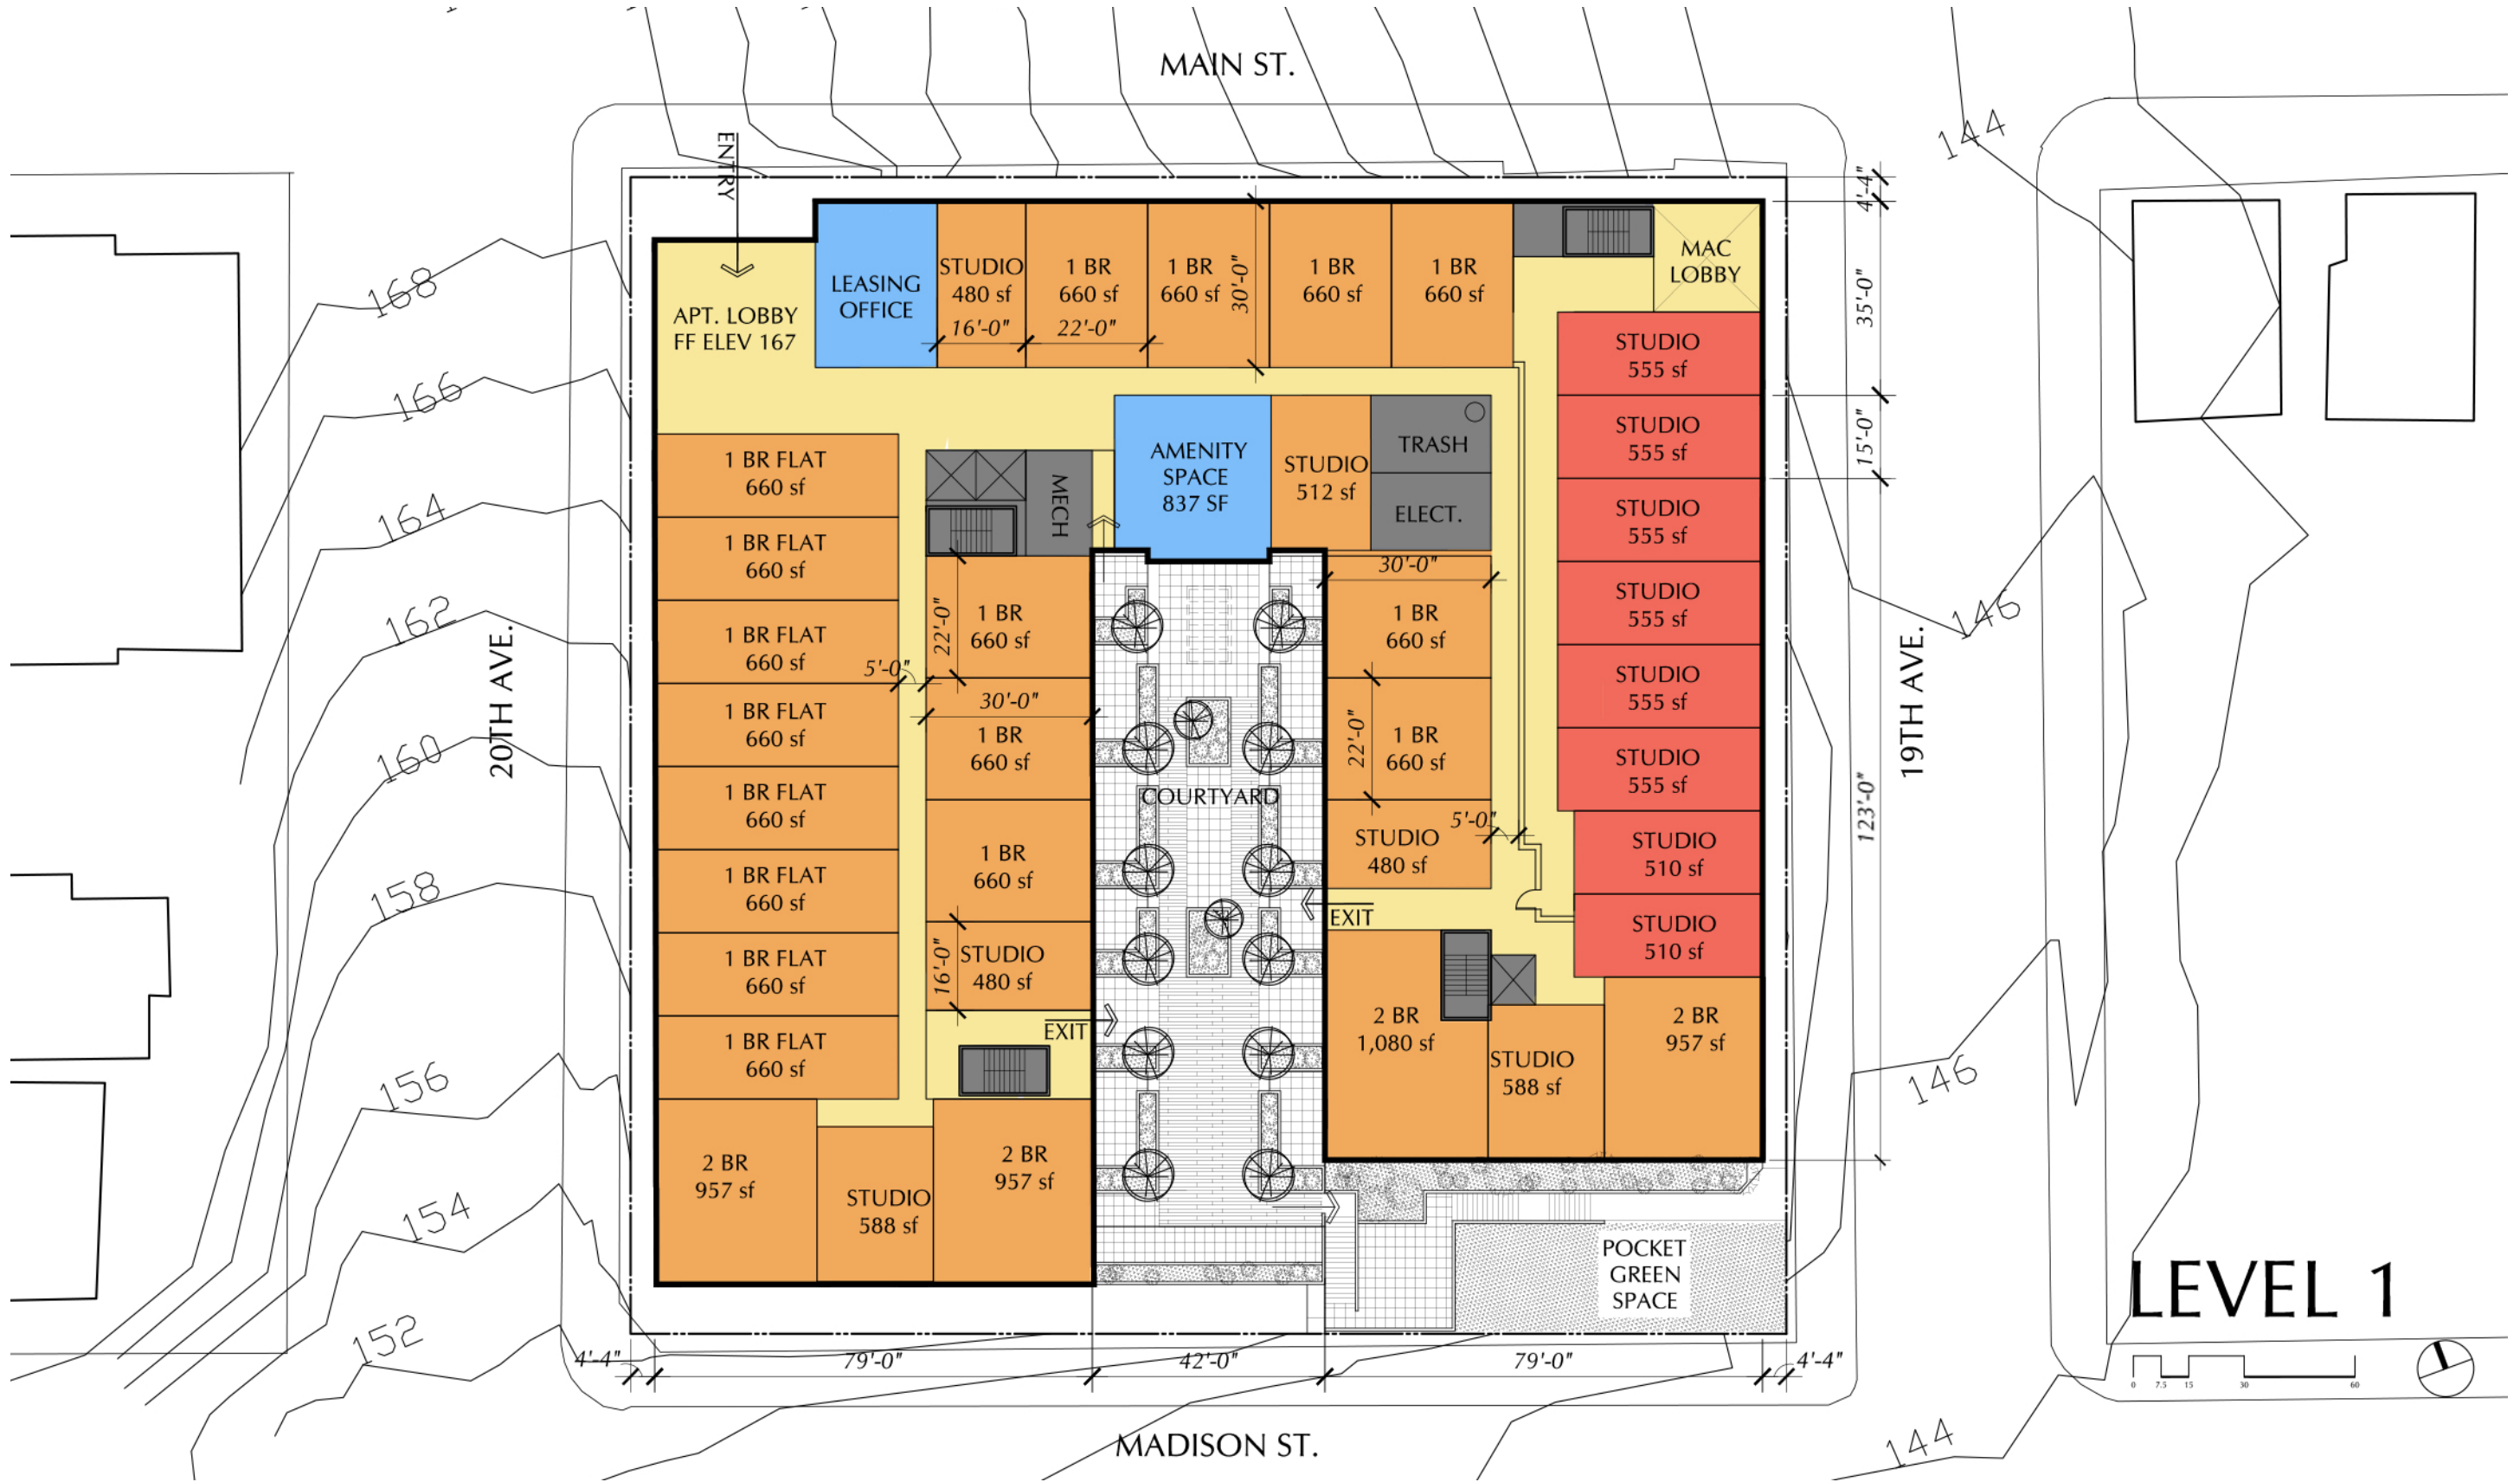 MAIN ST.
ENTRY
144
4'-4"
168
LEASING
OFFICE
STUDIO
480 sf
16'-0"
1 BR
660 sf
22'-0"
1 BR
660 sf
30'-0"
1 BR
660 sf
1 BR
660 sf
MAC
LOBBY
35'-0"
APT. LOBBY
FF ELEV 167
STUDIO
555 sf
166
STUDIO
555 sf
15'-0"
1 BR FLAT
660 sf
MECH
AMENITY
SPACE
837 SF
STUDIO
512 sf
TRASH
ELECT.
STUDIO
555 sf
164
1 BR FLAT
660 sf
STUDIO
555 sf
146
162
1 BR FLAT
660 sf
5'-0"
22'-0"
1 BR
660 sf
30'-0"
1 BR
660 sf
STUDIO
555 sf
20TH AVE.
19TH AVE.
1 BR FLAT
660 sf
30'-0"
1 BR
660 sf
22'-0"
1 BR
660 sf
STUDIO
555 sf
160
1 BR FLAT
660 sf
COURTYARD
123'-0"
1 BR
660 sf
STUDIO
480 sf
5'-0"
STUDIO
510 sf
158
1 BR FLAT
660 sf
EXIT
STUDIO
510 sf
1 BR FLAT
660 sf
16'-0"
STUDIO
480 sf
EXIT
1 BR FLAT
660 sf
2 BR
1,080 sf
STUDIO
588 sf
2 BR
957 sf
156
146
2 BR
957 sf
STUDIO
588 sf
2 BR
957 sf
154
POCKET
GREEN
SPACE
LEVEL 1
152
4'-4"
79'-0"
42'-0"
79'-0"
4'-4"
0 7.5 15 30 60
MADISON ST.
144